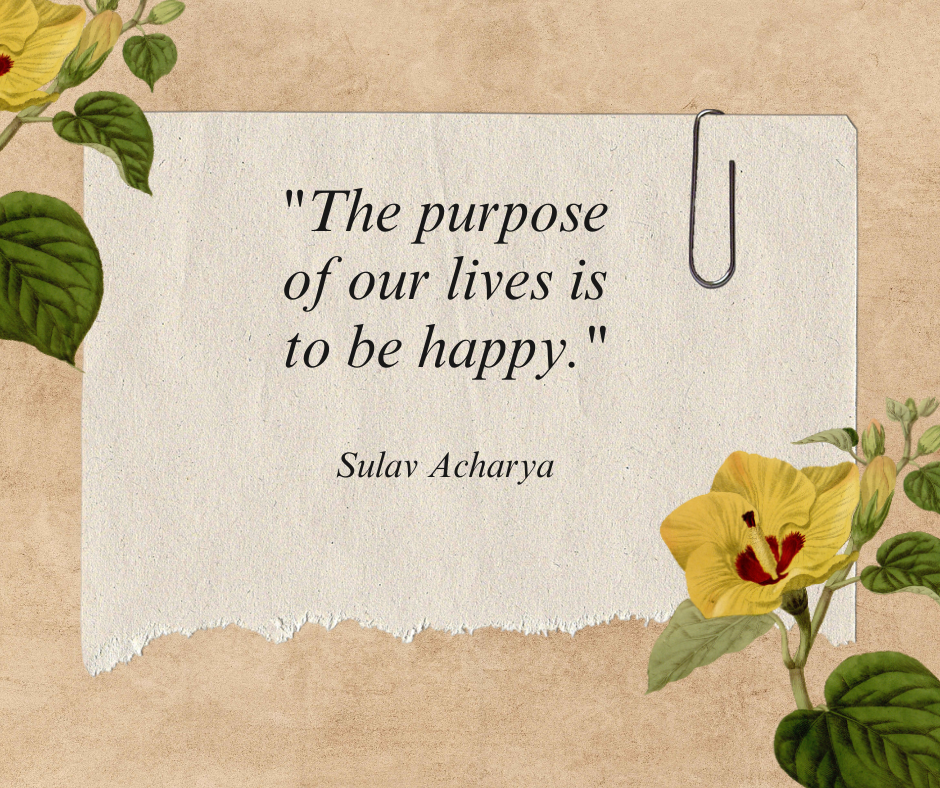 "The purpose
of our lives is
to be happy."
Sulav Acharya